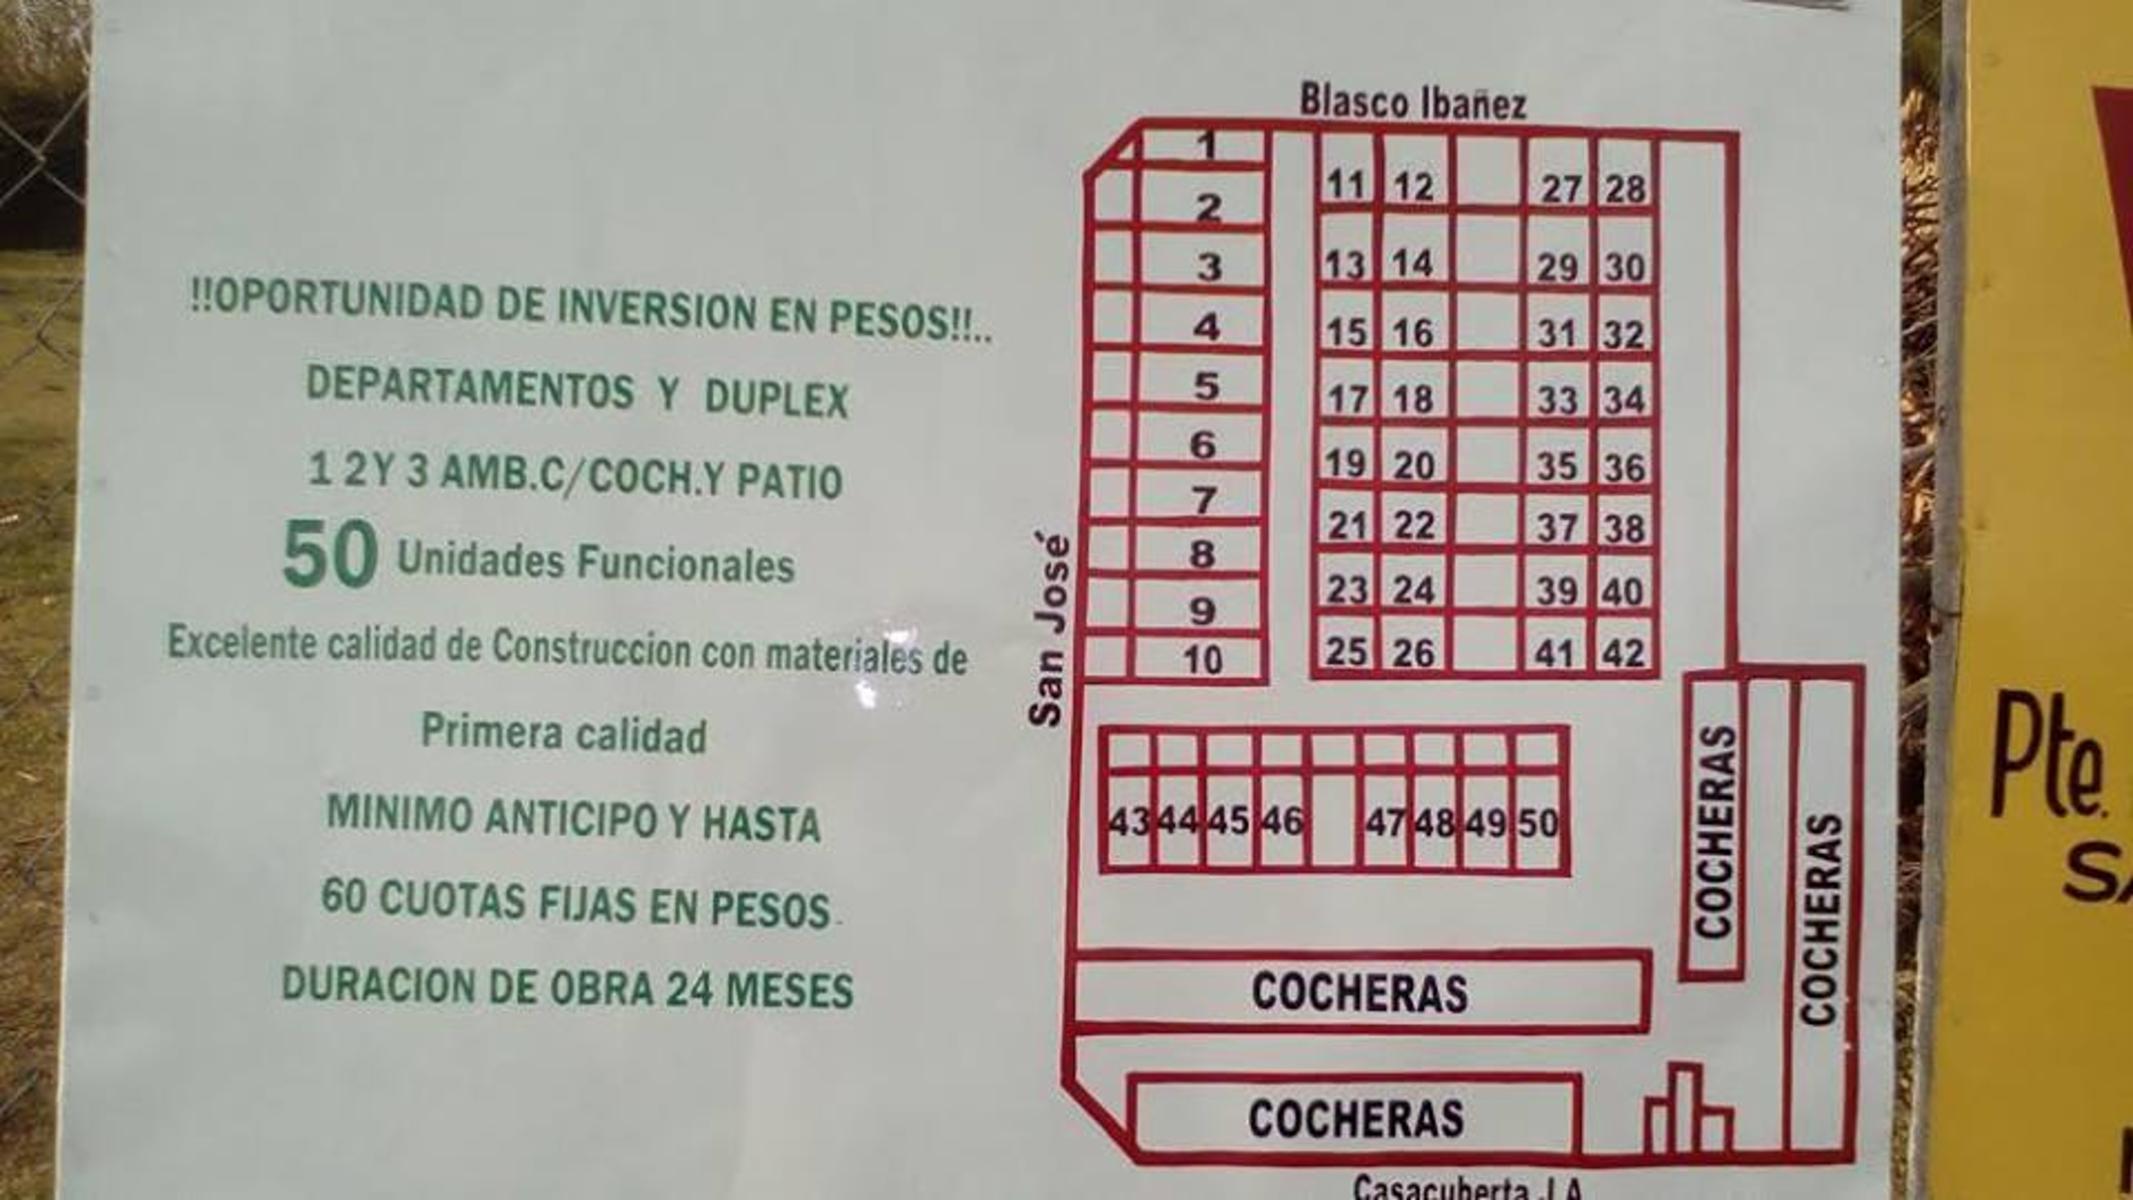 !!OPORTUNIDAD DE INVERSION EN PESOS!!..
DEPARTAMENTOS Y DUPLEX
1 2Y 3 AMB.C/COCH.Y PATIO
50 Unidades Funcionales
Excelente calidad de Construccion con materiales de
Primera calidad
MINIMO ANTICIPO Y HASTA
60 CUOTAS FIJAS EN PESOS
DURACION DE OBRA 24 MESES
Blasco Ibañez
San José
1
2
3
4
5
6
7
8
9
10
11 12 27 28
13 14 29 30
15 16 31 32
17 18 33 34
19 20 35 36
21 22 37 38
23 24 39 40
25 26 41 42
43 44 45 46 47 48 49 50
COCHERAS
COCHERAS
COCHERAS
COCHERAS
Casacuberta J.A.
Pte.